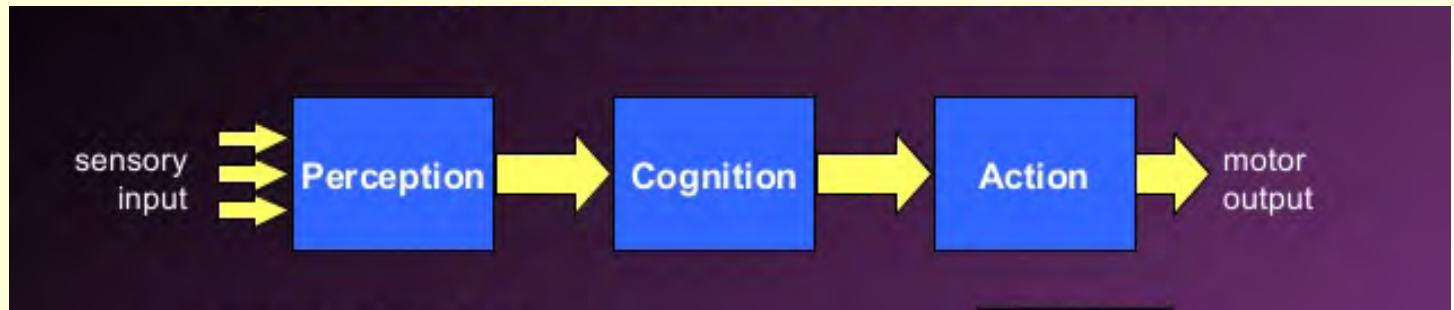 sensory
input
Perception
Cognition
Action
motor
output